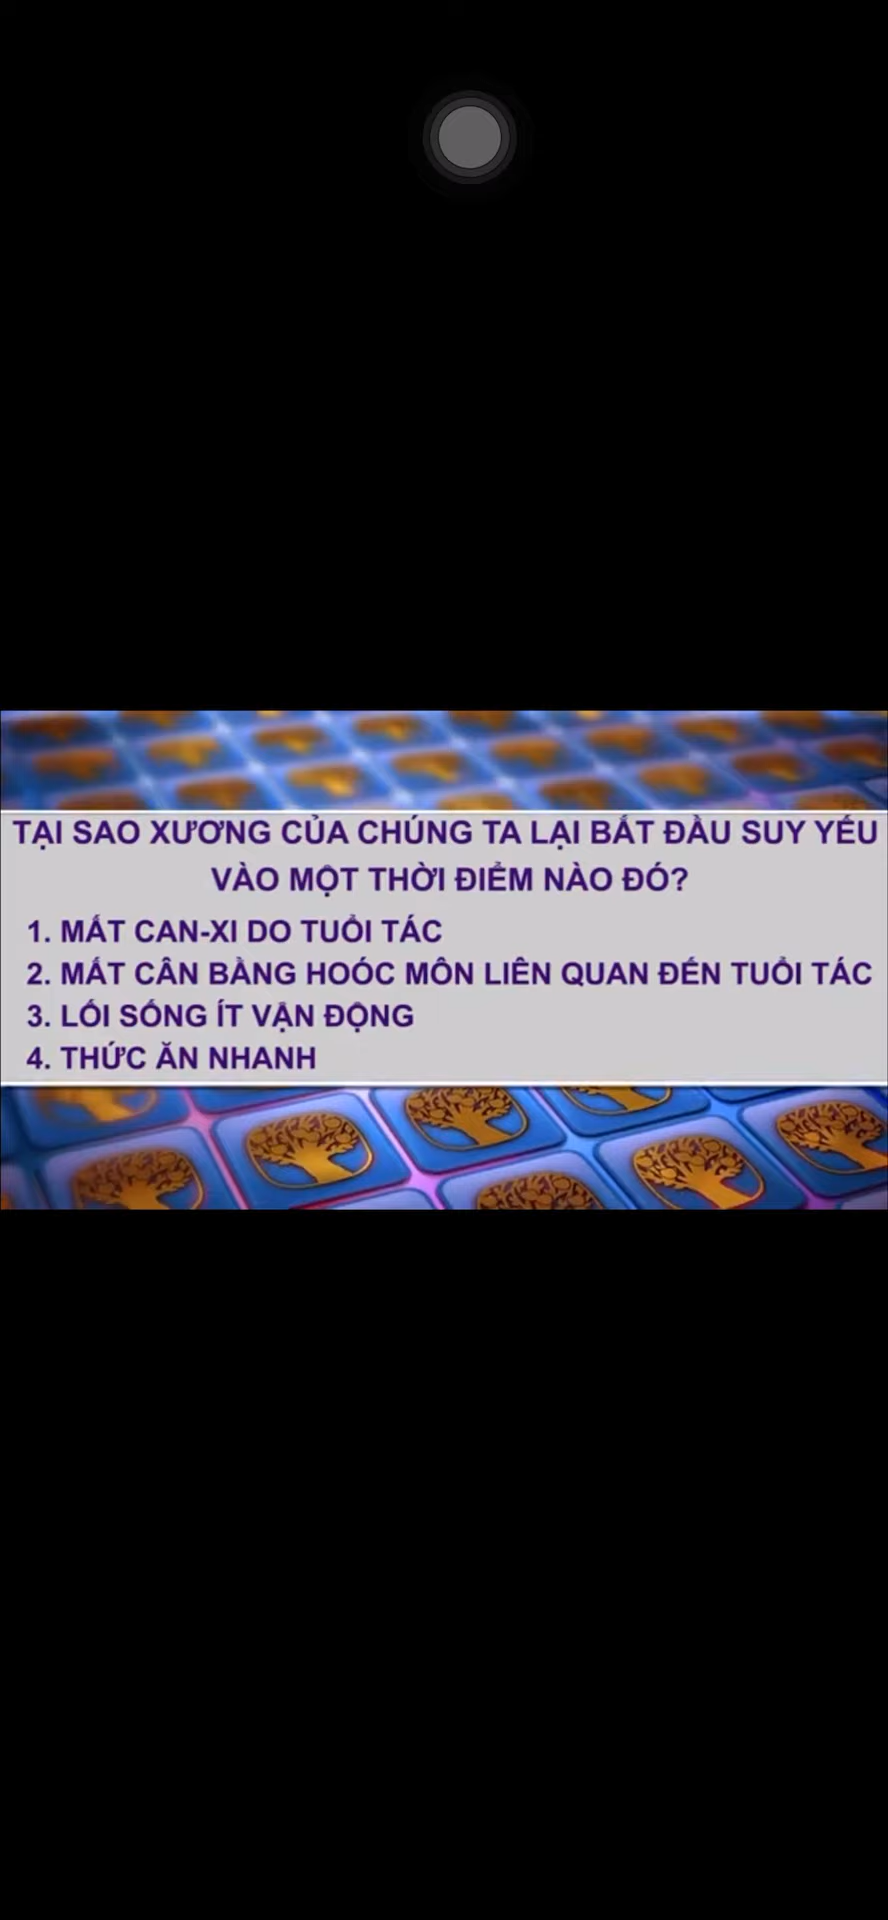 TẠI SAO XƯƠNG CỦA CHÚNG TA LẠI BẮT ĐẦU SUY YẾU
VÀO MỘT THỜI ĐIỂM NÀO ĐÓ?
1. MẤT CAN-XI DO TUỔI TÁC
2. MẤT CÂN BẰNG HOÓC MÔN LIÊN QUAN ĐẾN TUỔI TÁC
3. LỐI SỐNG ÍT VẬN ĐỘNG
4. THỨC ĂN NHANH